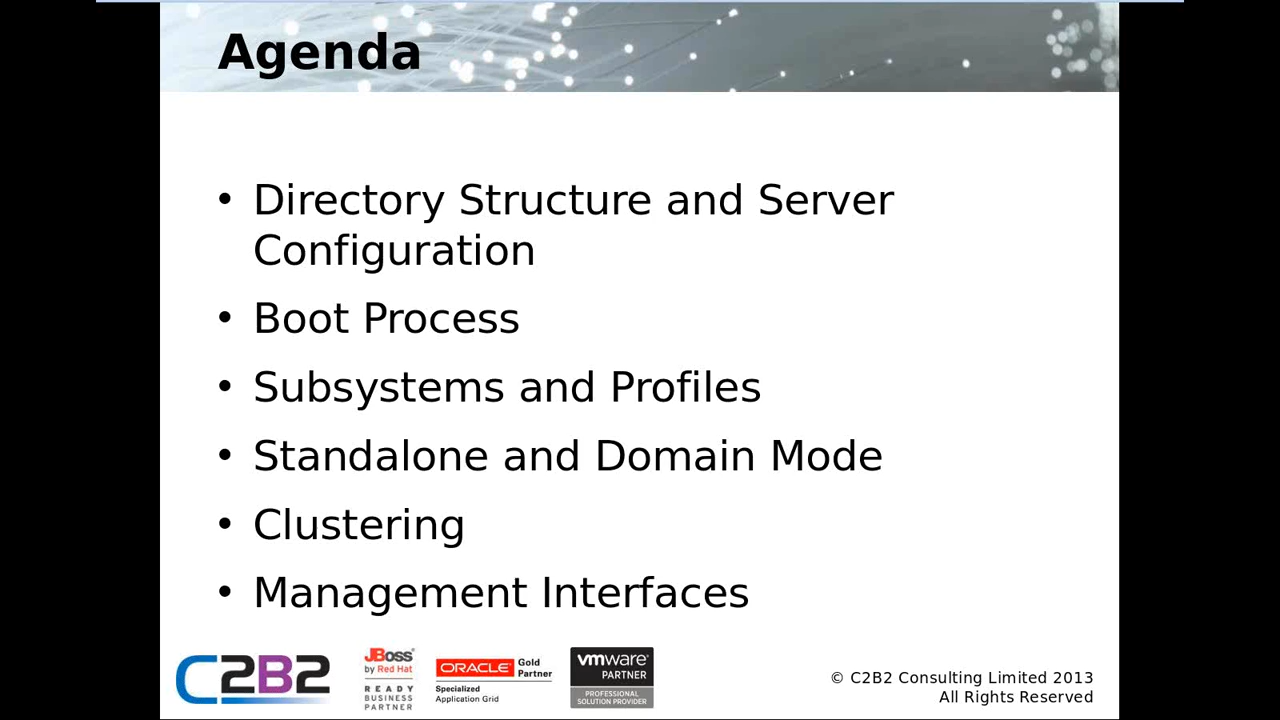 Agenda
• Directory Structure and Server
Configuration
• Boot Process
• Subsystems and Profiles
• Standalone and Domain Mode
• Clustering
• Management Interfaces
C2B2
JBoss
by Red Hat
READY
BUSINESS
PARTNER
ORACLE Gold
Partner
Specialized
Application Grid
vmware
PARTNER
PROFESSIONAL
SOLUTION PROVIDER
© C2B2 Consulting Limited 2013
All Rights Reserved